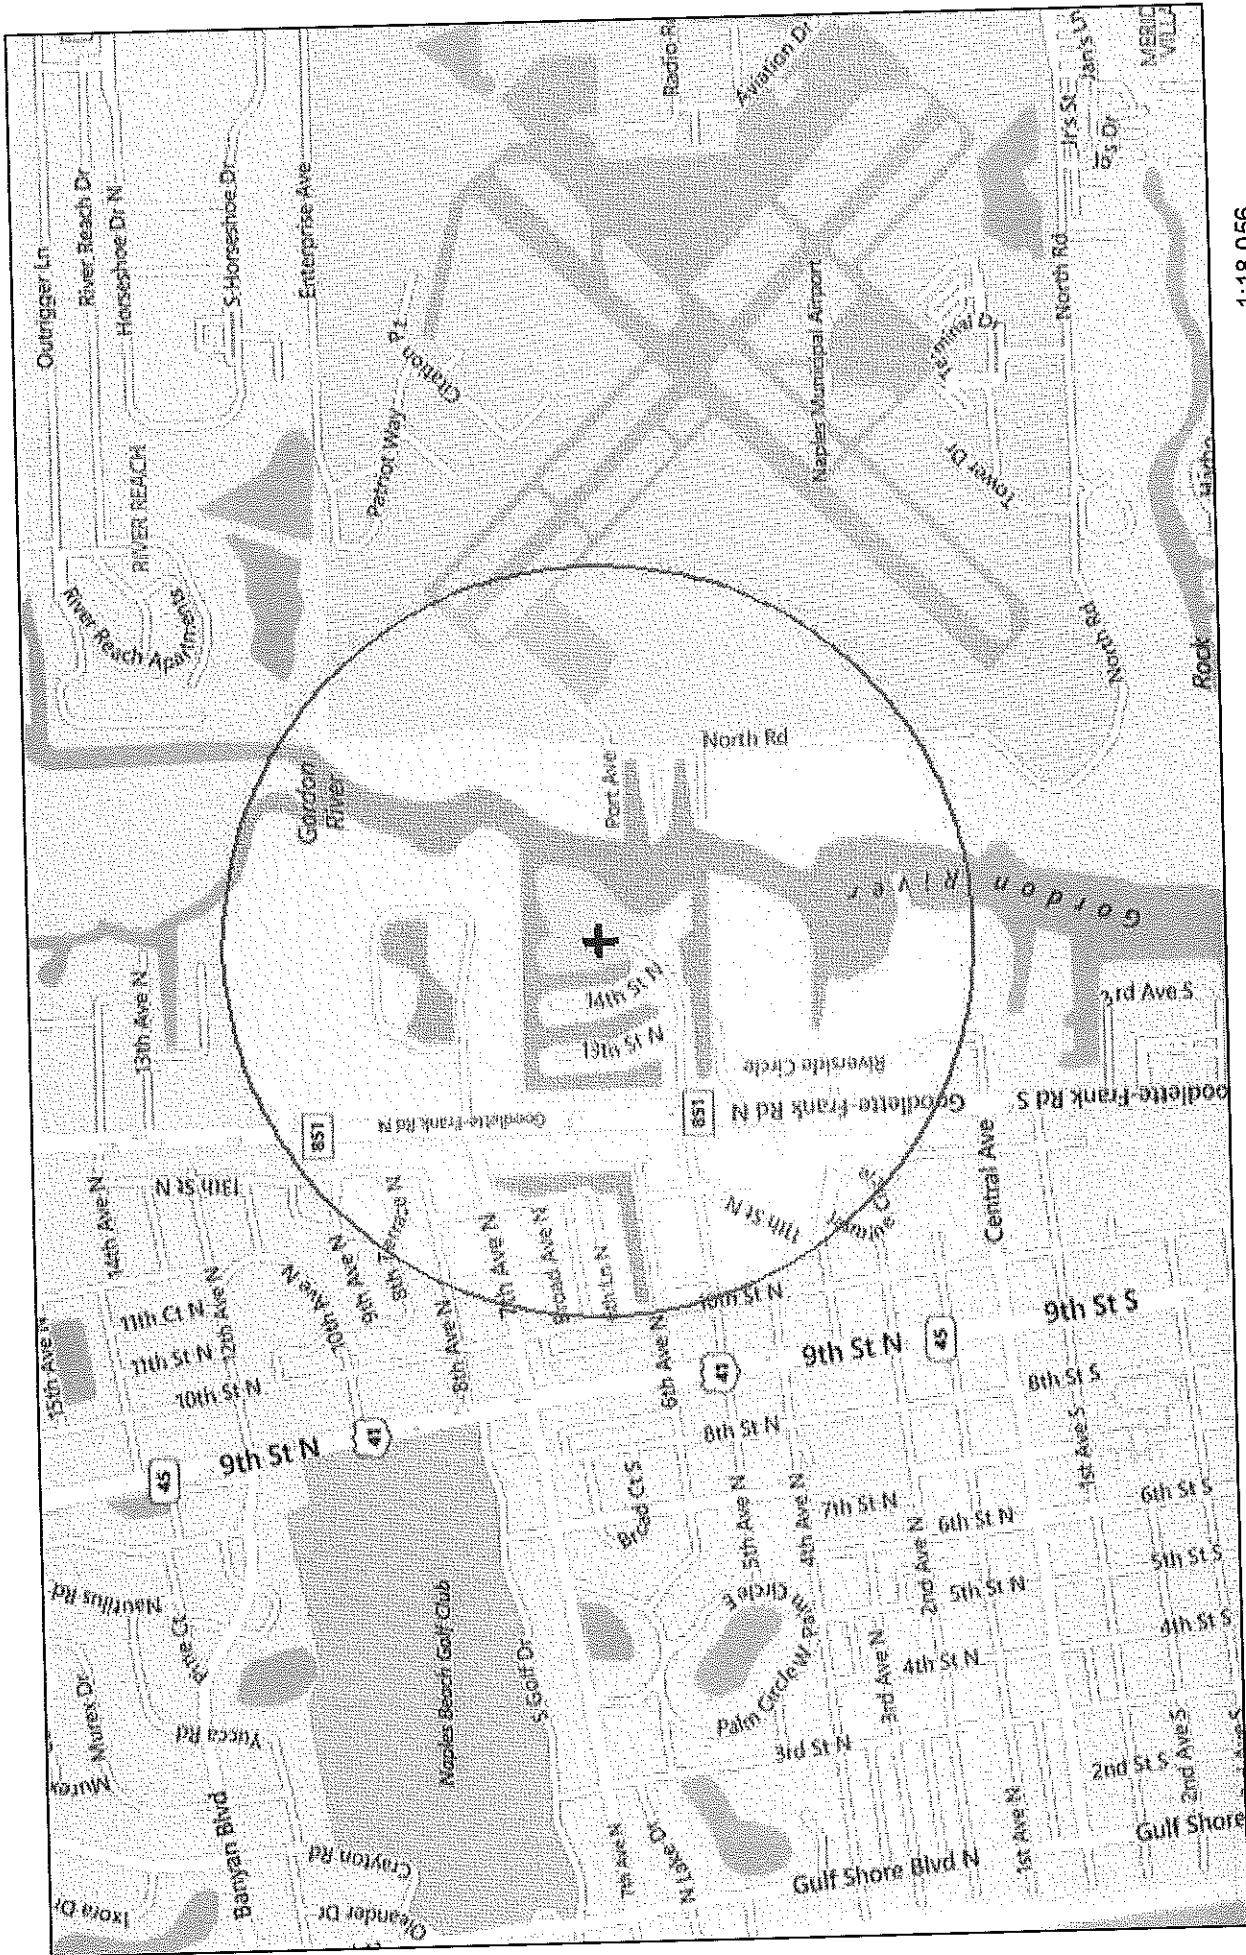 Outrigger Ln
River Reach Dr
Horseshoe Dr N
S Horseshoe Dr
Enterprise Ave
Aviation Dr
Jan's Ln
Patriot Way
Citation Pt
Naples Municipal Airport
Terminal Dr
Tower Dr
North Rd
1:18,056
RIVER REACH
River Reach Apartments
North Rd
Rock
Gordon
River
Port Ave
North Rd
Gordon River
13th Ave N
14th St N
13th St N
3rd Ave S
Riverside Circle
851
Goodlette-Frank Rd N
851
Goodlette-Frank Rd N
Goodlette-Frank Rd S
14th Ave N
13th St N
Central Ave
11th St N
15th Ave N
11th Ct N
12th Ave N
11th St N
10th St N
10th Ave N
9th Ave N
8th Terrace N
8th Ave N
7th Ave N
Broad Ave N
6th Ln N
6th Ave N
10th St N
9th St N
45
9th St S
8th St S
45
9th St N
41
41
8th St N
1st Ave S
Nautilus Rd
Pine Ct
Murex Dr
Yucca Rd
Murex
Banyan Blvd
Crayton Rd
Ixora Dr
Oleander Dr
Naples Beach Golf Club
S Golf Dr
Broad Ct S
5th Ave N
4th Ave N
7th St N
6th St N
2nd Ave N
5th St N
6th St S
5th St S
4th St S
Palm Circle E
Palm Circle W
3rd Ave N
4th St N
3rd St N
2nd St S
2nd Ave S
7th Ave N
N Lake Dr
Gulf Shore Blvd N
1st Ave N
Gulf Shore